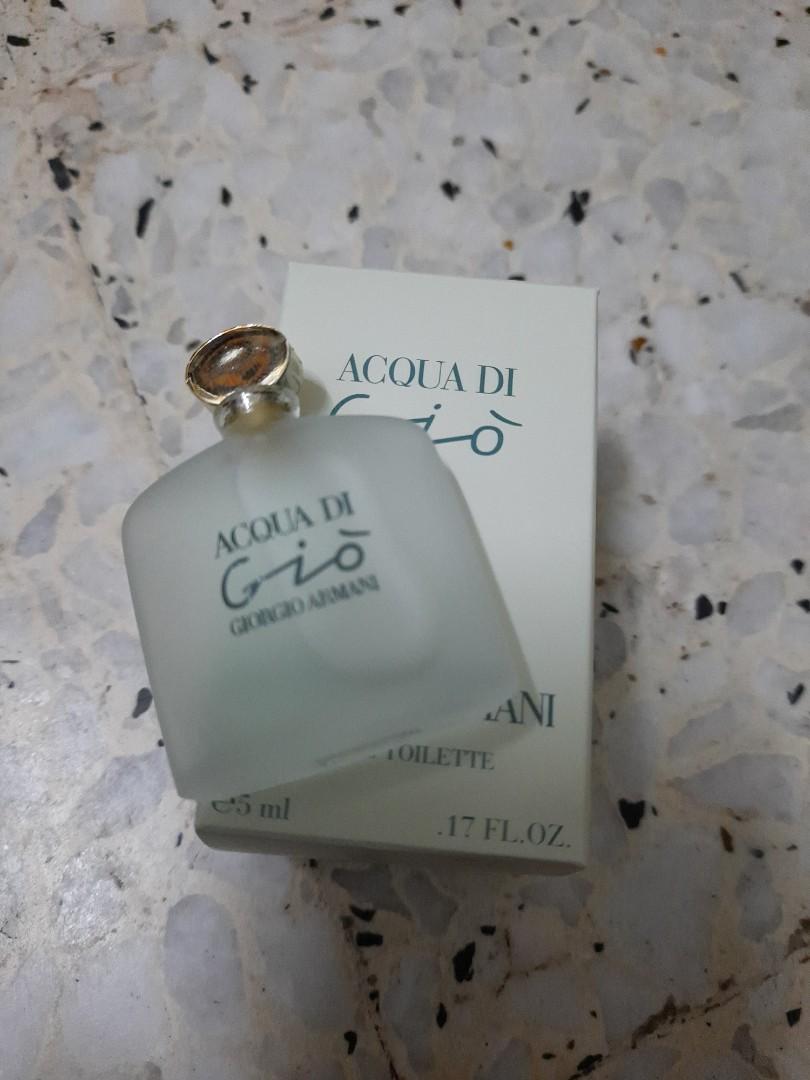 ACQUA DI
Giò
ACQUA DI
Giò
GIORGIO ARMANI
TOILETTE
℮5 ml
.17 FL.OZ.